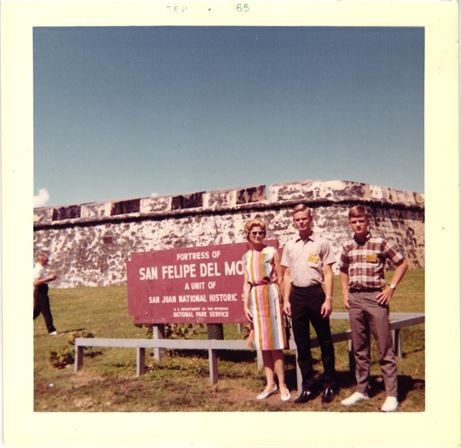 SEP • 65
FORTRESS OF
SAN FELIPE DEL MO
A UNIT OF
SAN JUAN NATIONAL HISTORIC S
U.S. DEPARTMENT OF THE INTERIOR
NATIONAL PARK SERVICE